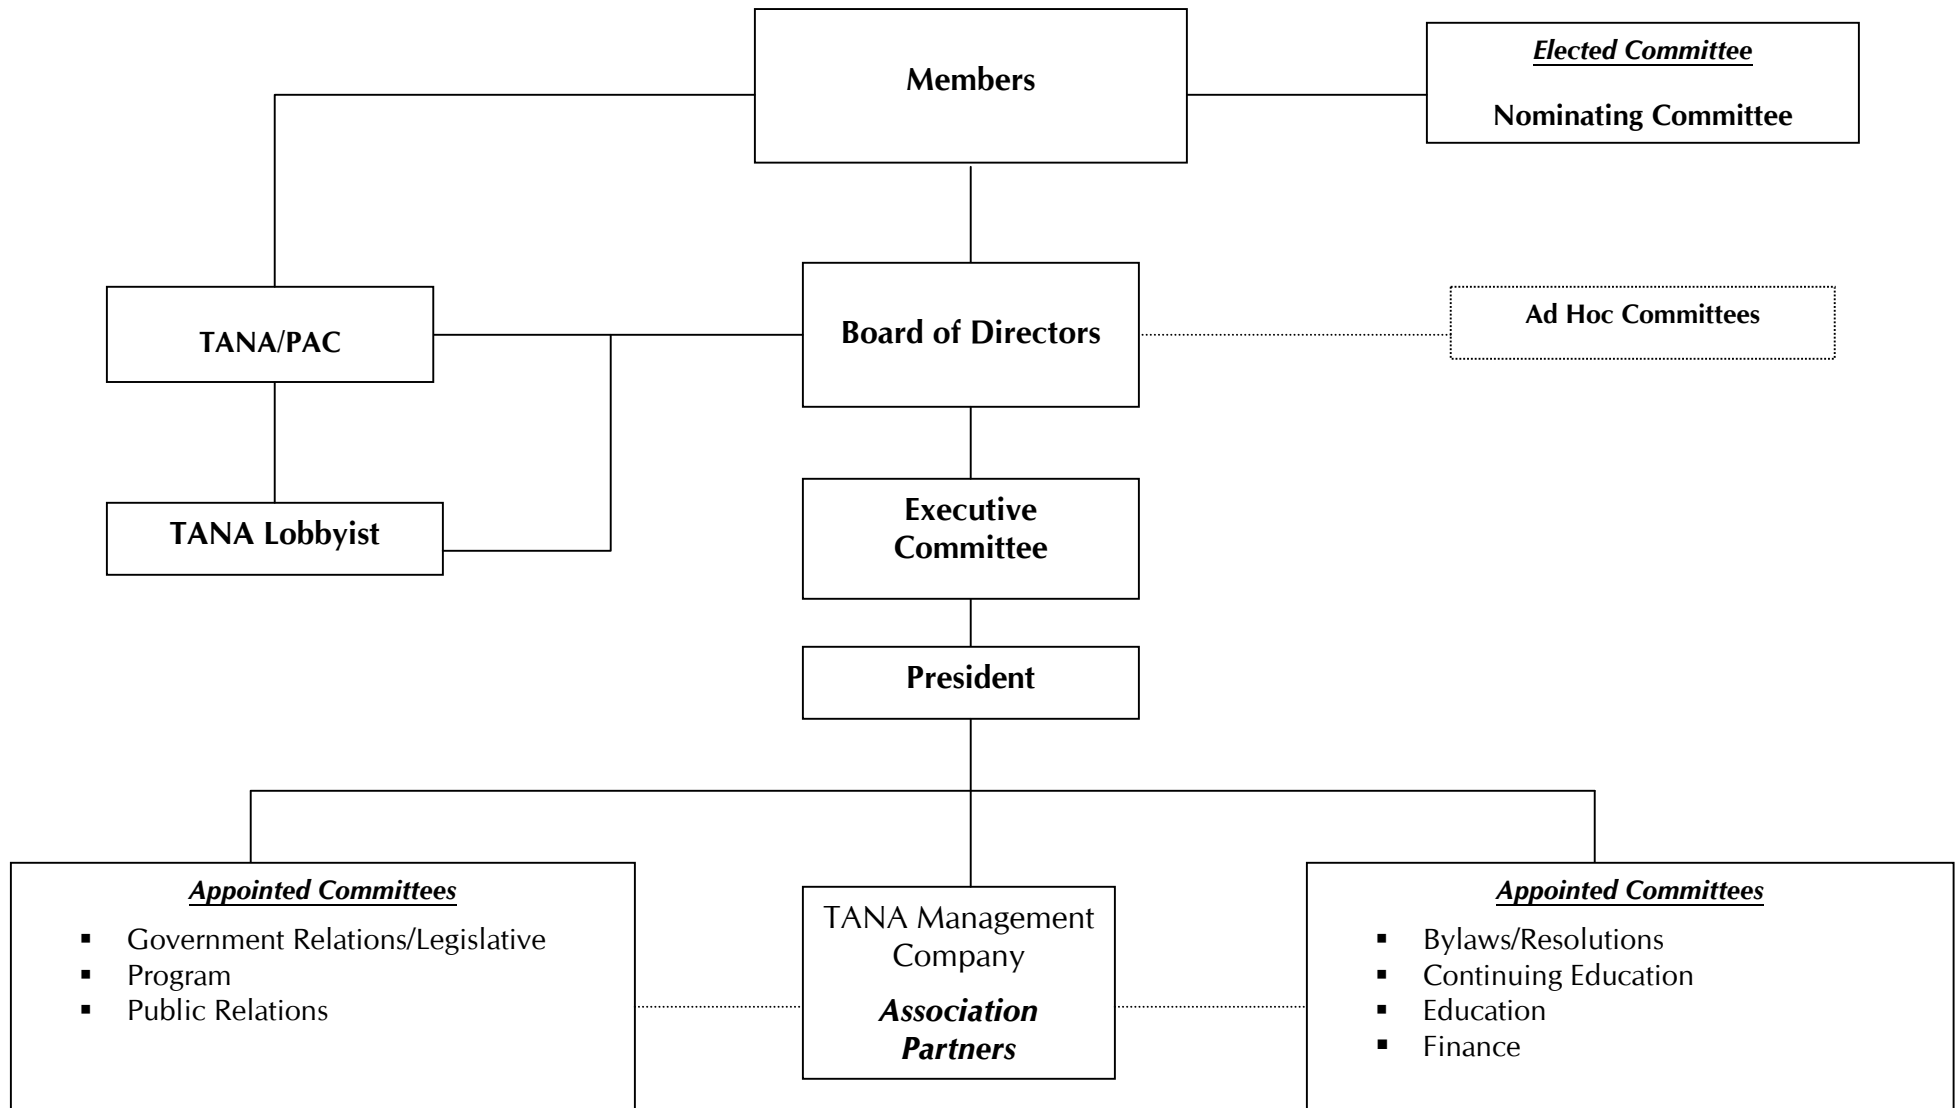 Members
Elected Committee
Nominating Committee
TANA/PAC
Board of Directors
Ad Hoc Committees
TANA Lobbyist
Executive
Committee
President
Appointed Committees
▪ Government Relations/Legislative
▪ Program
▪ Public Relations
TANA Management
Company
Association
Partners
Appointed Committees
▪ Bylaws/Resolutions
▪ Continuing Education
▪ Education
▪ Finance